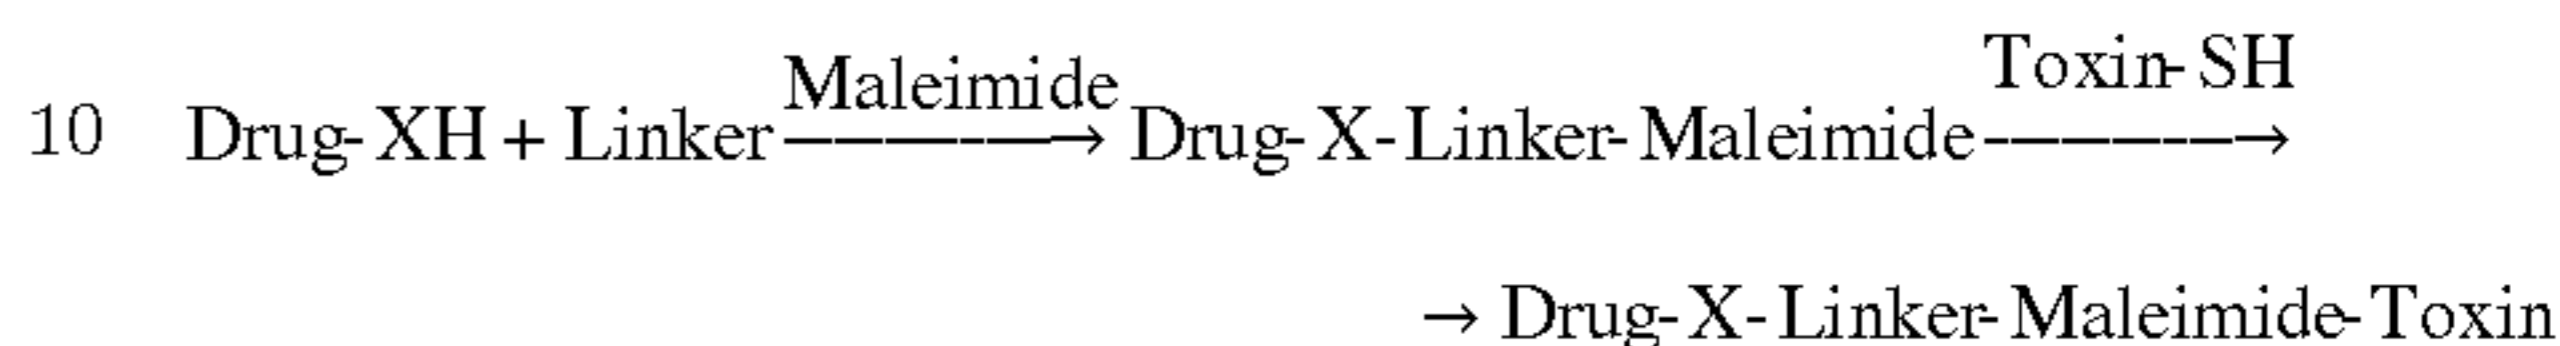 Maleimide Toxin-SH
10 Drug-XH + Linker --------→ Drug-X-Linker-Maleimide --------→
→ Drug-X-Linker-Maleimide-Toxin